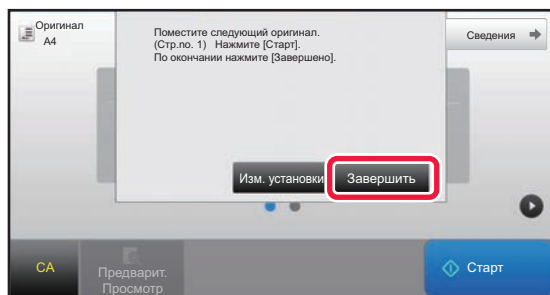 Оригинал
A4
Поместите следующий оригинал.
(Стр.no. 1) Нажмите [Старт].
По окончании нажмите [Завершено].
Сведения
Изм. установки
Завершить
CA
Предварит.
Просмотр
Старт